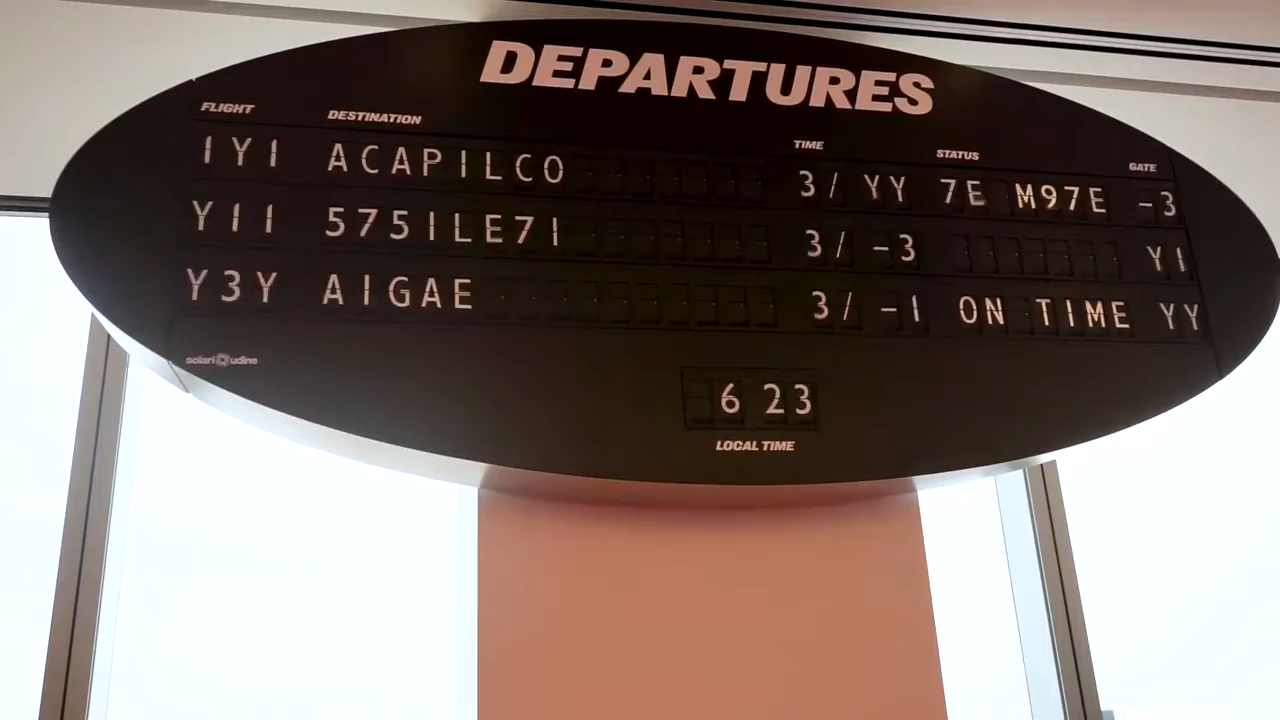 DEPARTURES
FLIGHT DESTINATION TIME STATUS GATE
1Y1 ACAPILCO 3/ YY 7E M97E -3
Y11 5751LE71 3/ -3 Y1
Y3Y AIGAE 3/ -1 ON TIME YY
solari udine
6 23
LOCAL TIME